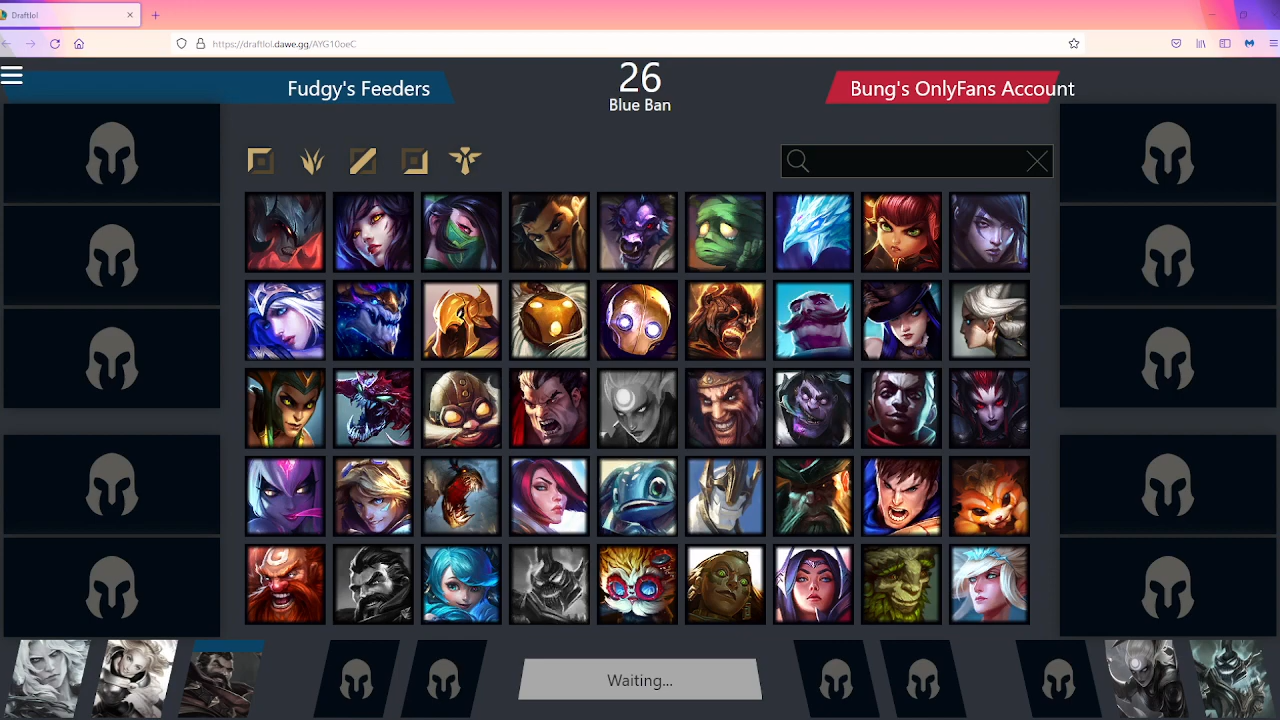 Draftlol
https://draftlol.dawe.gg/AYG10oeC
Fudgy's Feeders
26
Blue Ban
Bung's OnlyFans Account
Waiting...